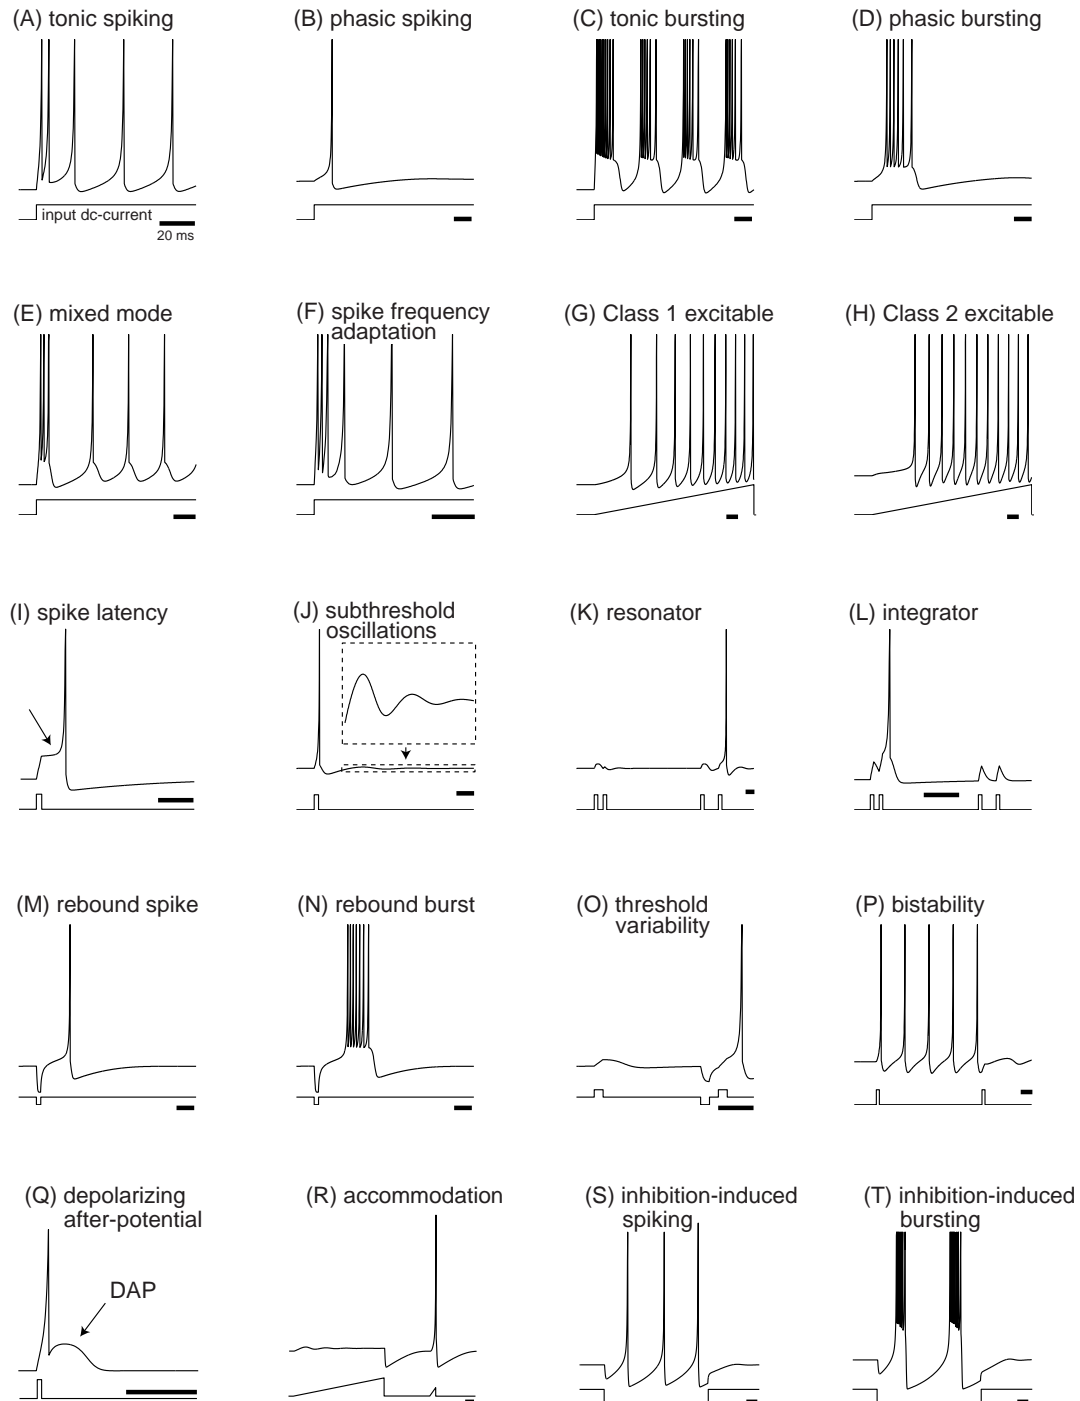 (A) tonic spiking
(B) phasic spiking
(C) tonic bursting
(D) phasic bursting
input dc-current
20 ms
(E) mixed mode
(F) spike frequency
adaptation
(G) Class 1 excitable
(H) Class 2 excitable
(I) spike latency
(J) subthreshold
oscillations
(K) resonator
(L) integrator
(M) rebound spike
(N) rebound burst
(O) threshold
variability
(P) bistability
(Q) depolarizing
after-potential
DAP
(R) accommodation
(S) inhibition-induced
spiking
(T) inhibition-induced
bursting